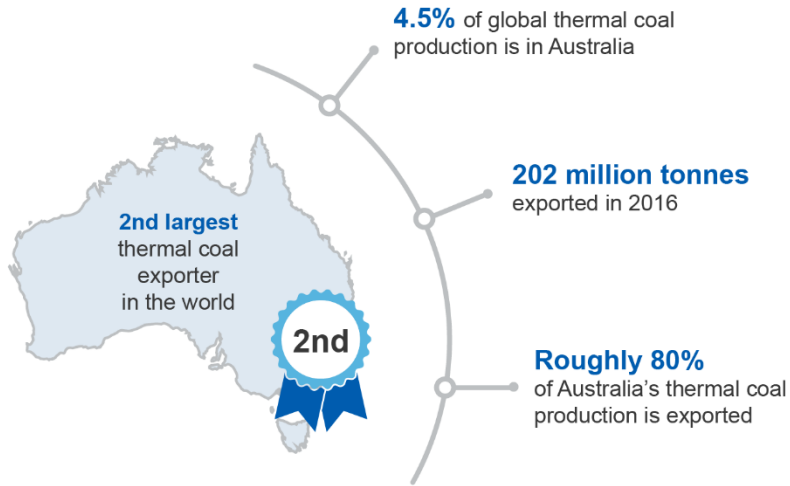 4.5% of global thermal coal
production is in Australia
202 million tonnes
exported in 2016
2nd largest
thermal coal
exporter
in the world
2nd
Roughly 80%
of Australia’s thermal coal
production is exported